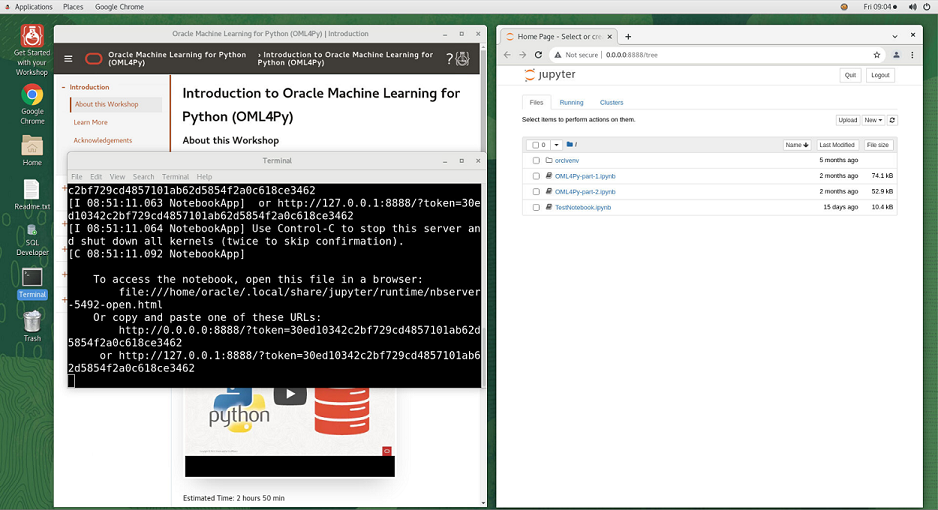 Applications Places Google Chrome Fri 09:04
Get Started
with your
Workshop
Google
Chrome
Home
Readme.txt
SQL
Developer
Terminal
Trash
Oracle Machine Learning for Python (OML4Py) | Introduction
Oracle Machine Learning for Python
(OML4Py)
› Introduction to Oracle Machine Learning for
Python (OML4Py)
?
− Introduction
About this Workshop
Learn More
Acknowledgements
Introduction to Oracle Machine Learning for
Python (OML4Py)
About this Workshop
Terminal
File Edit View Search Terminal Help
c2bf729cd4857101ab62d5854f2a0c618ce3462
[I 08:51:11.063 NotebookApp]  or http://127.0.0.1:8888/?token=30e
d10342c2bf729cd4857101ab62d5854f2a0c618ce3462
[I 08:51:11.064 NotebookApp] Use Control-C to stop this server an
d shut down all kernels (twice to skip confirmation).
[C 08:51:11.092 NotebookApp]
To access the notebook, open this file in a browser:
file:///home/oracle/.local/share/jupyter/runtime/nbserver
-5492-open.html
Or copy and paste one of these URLs:
http://0.0.0.0:8888/?token=30ed10342c2bf729cd4857101ab62d
5854f2a0c618ce3462
or http://127.0.0.1:8888/?token=30ed10342c2bf729cd4857101ab6
2d5854f2a0c618ce3462
python
Estimated Time: 2 hours 50 min
Home Page - Select or cre
Not secure | 0.0.0.0:8888/tree
jupyter
Quit Logout
Files Running Clusters
Select items to perform actions on them.
Upload New
0 / Name Last Modified File size
orclvenv 5 months ago
OML4Py-part-1.ipynb 2 months ago 74.1 kB
OML4Py-part-2.ipynb 2 months ago 52.9 kB
TestNotebook.ipynb 15 days ago 10.4 kB